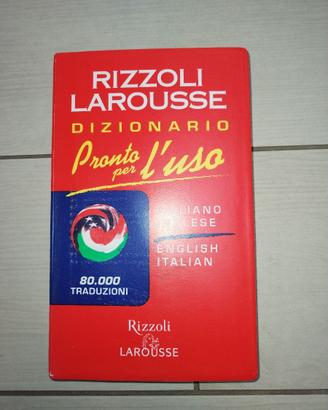 RIZZOLI
LAROUSSE
DIZIONARIO
Pronto
per l'uso
ENGLISH
ITALIAN
80.000
TRADUZIONI
Rizzoli
LAROUSSE